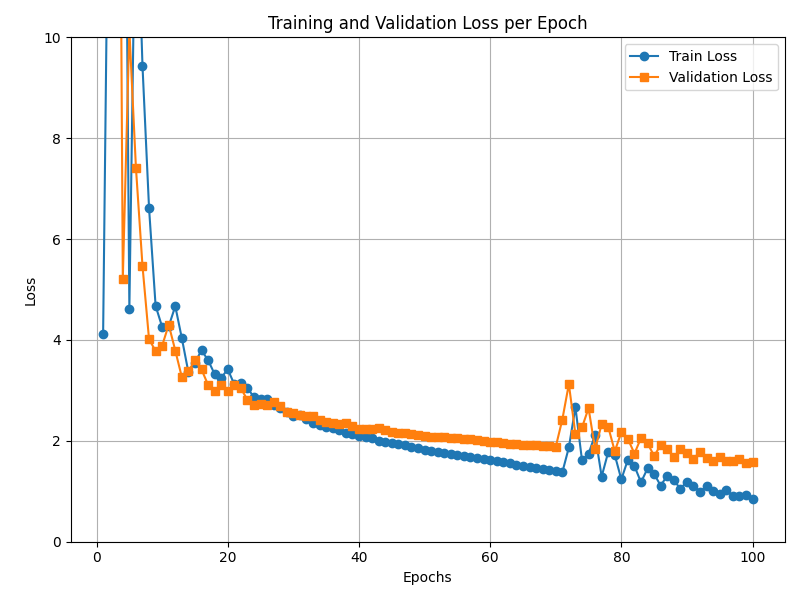 Training and Validation Loss per Epoch
Train Loss
Validation Loss
10
8
6
4
2
0
Loss
0 20 40 60 80 100
Epochs